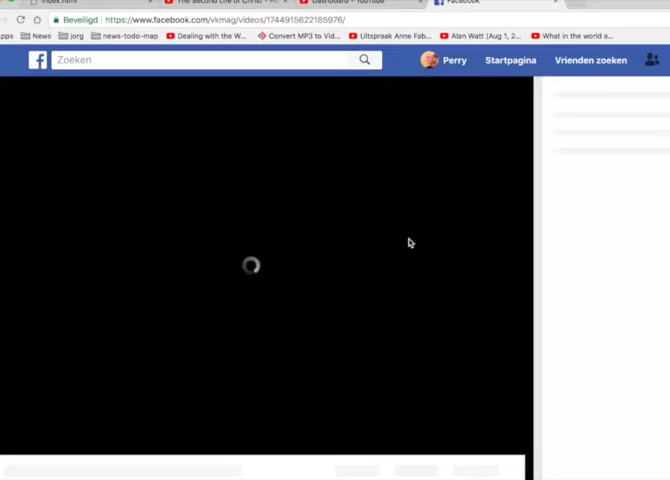 index.html
The Second Life of Christ
Dashboard - YouTube
Facebook
Beveiligd
https://www.facebook.com/vkmag/videos/1744915622185976/
pps
News
jorg
news-todo-map
Dealing with the W...
Convert MP3 to Vid...
Uitspraak Anne Fab...
Alan Watt (Aug 1, 2...
What in the world a...
f
Zoeken
Perry
Startpagina
Vrienden zoeken